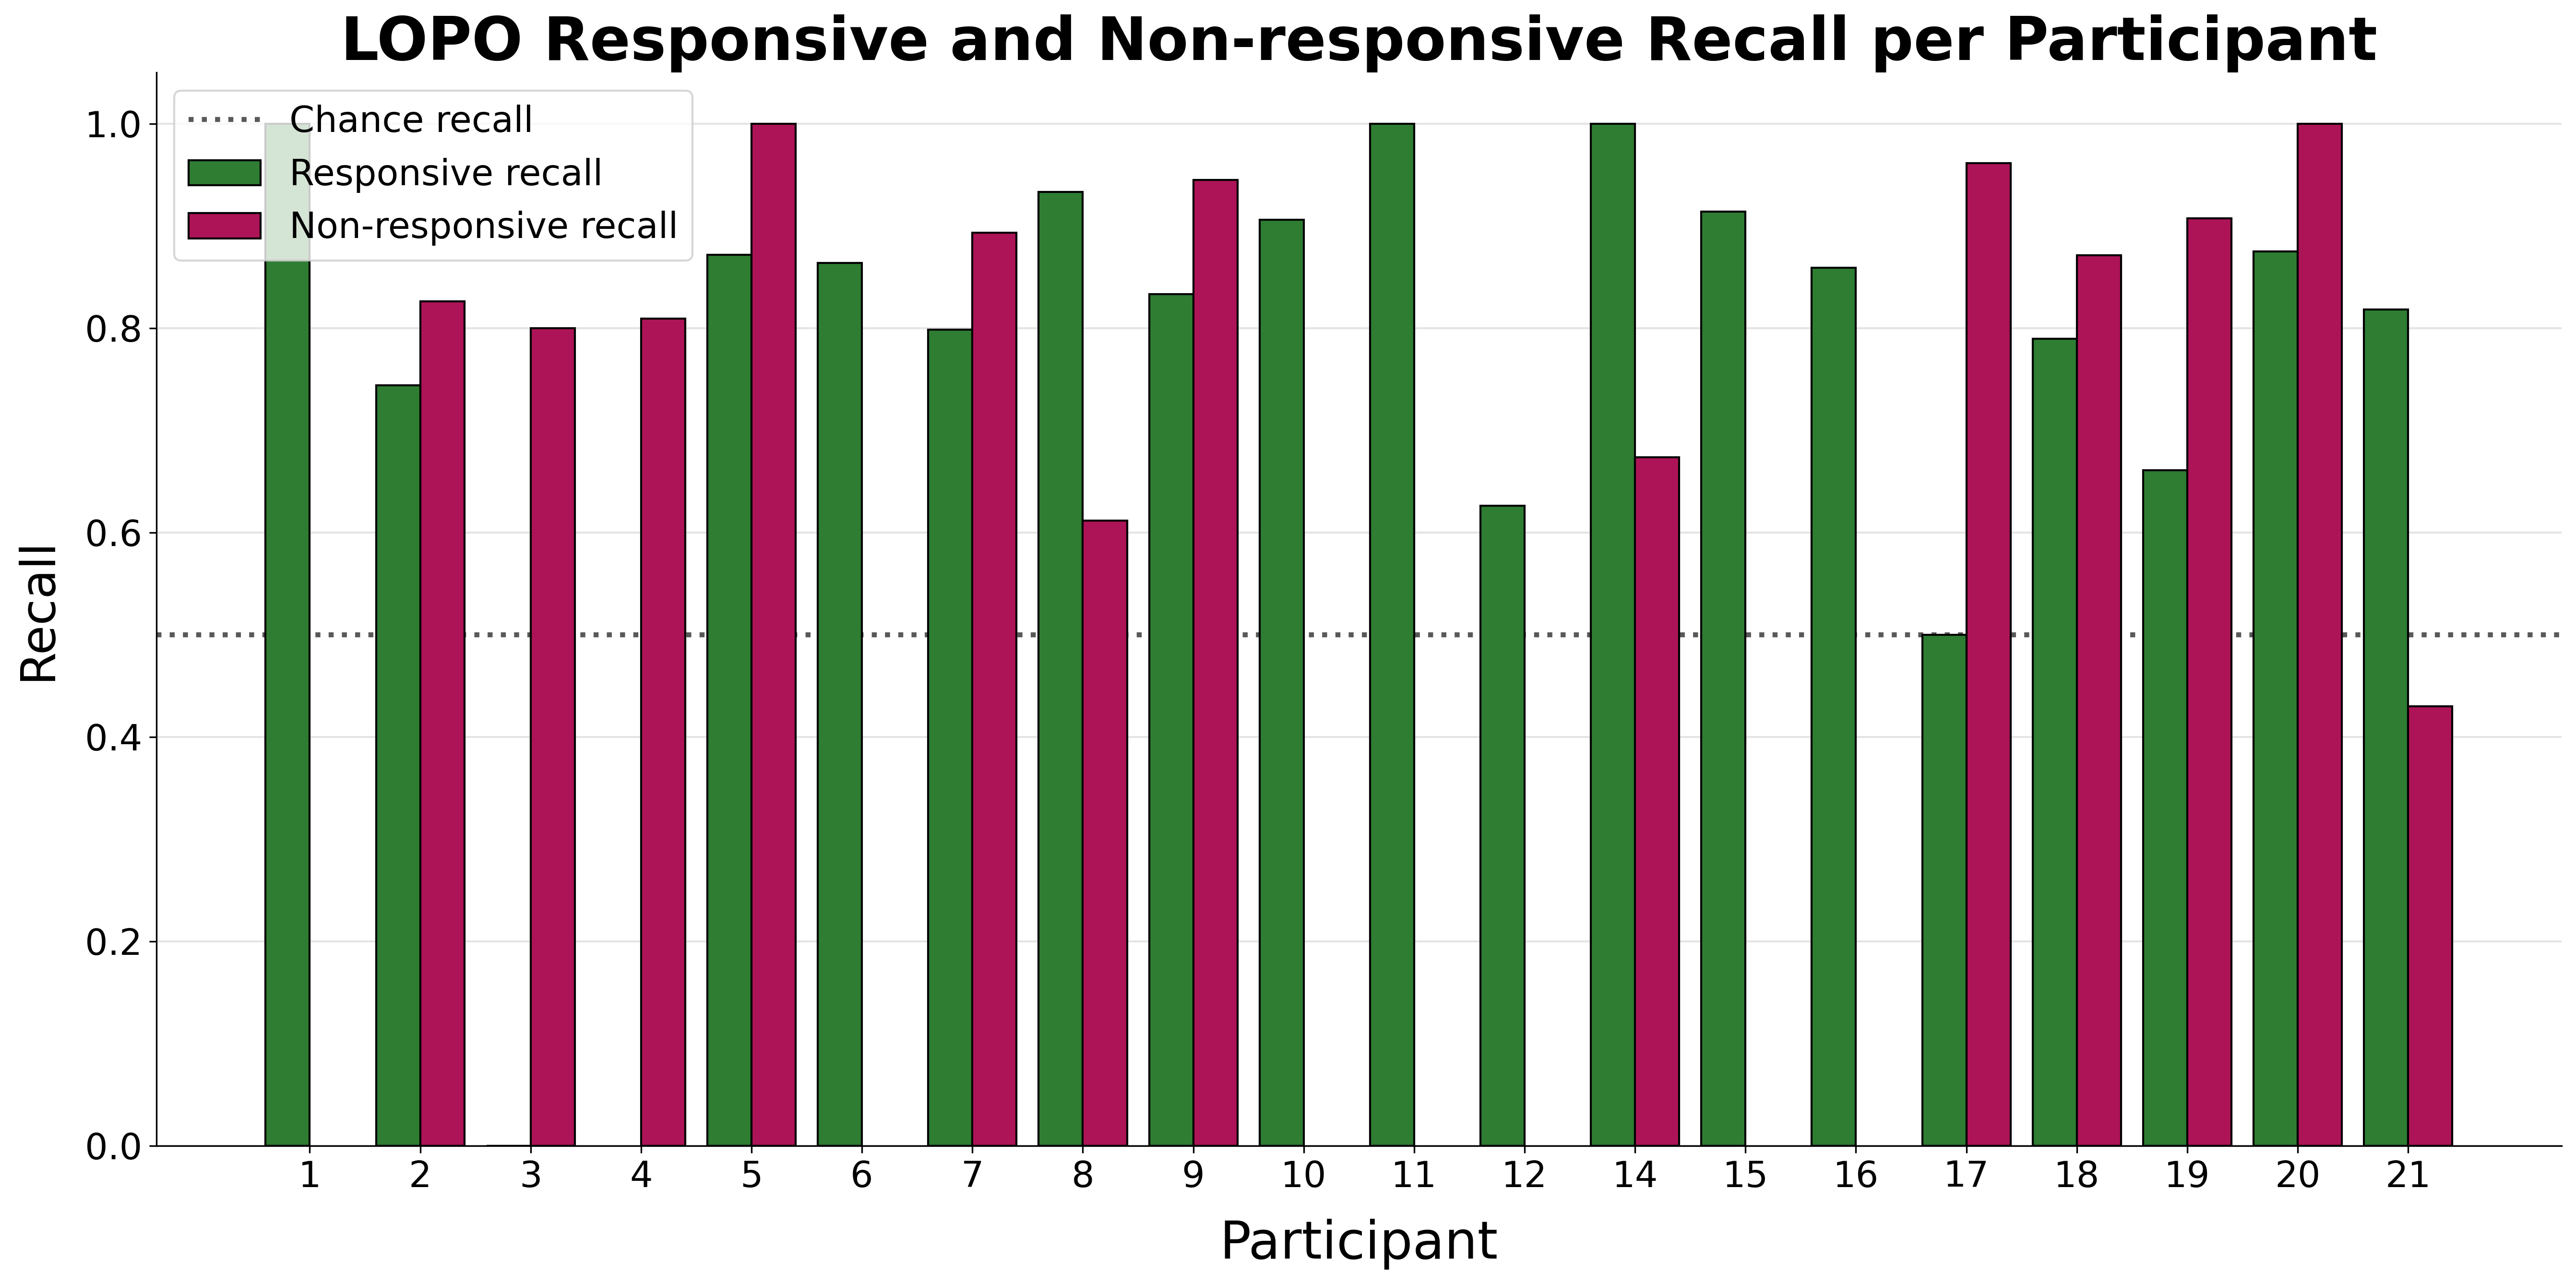 LOPO Responsive and Non-responsive Recall per Participant
Chance recall
Responsive recall
Non-responsive recall
1.0
0.8
0.6
0.4
0.2
0.0
Recall
1 2 3 4 5 6 7 8 9 10 11 12 14 15 16 17 18 19 20 21
Participant